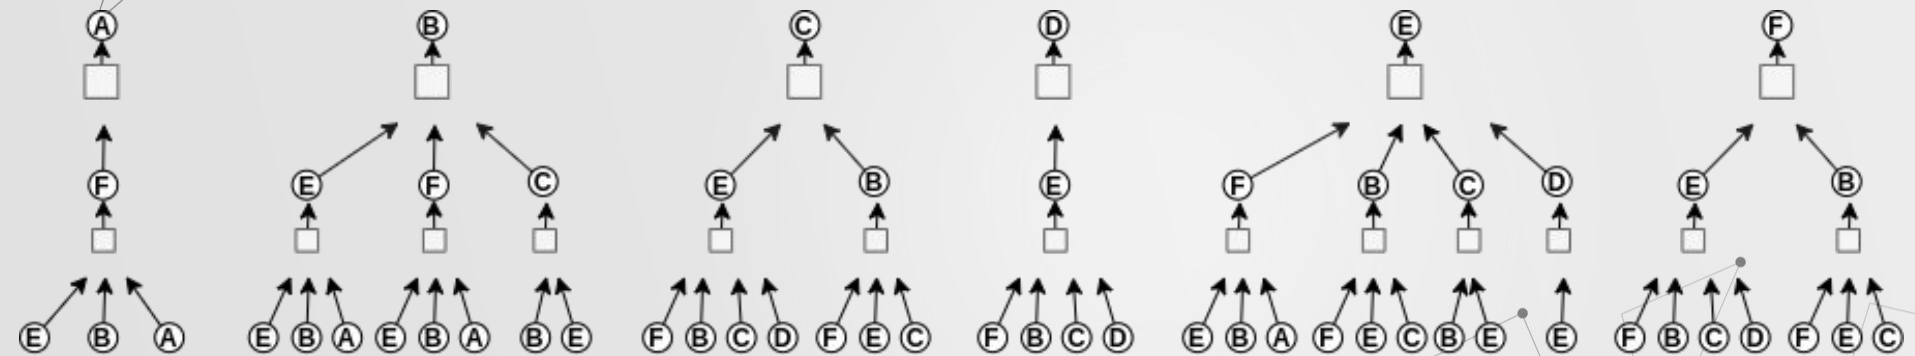 A B C D E F
F E F C E B E F B C D E B
E B A E B A E B A B E F B C D F E C F B C D E B A F E C B E E F B C D F E C